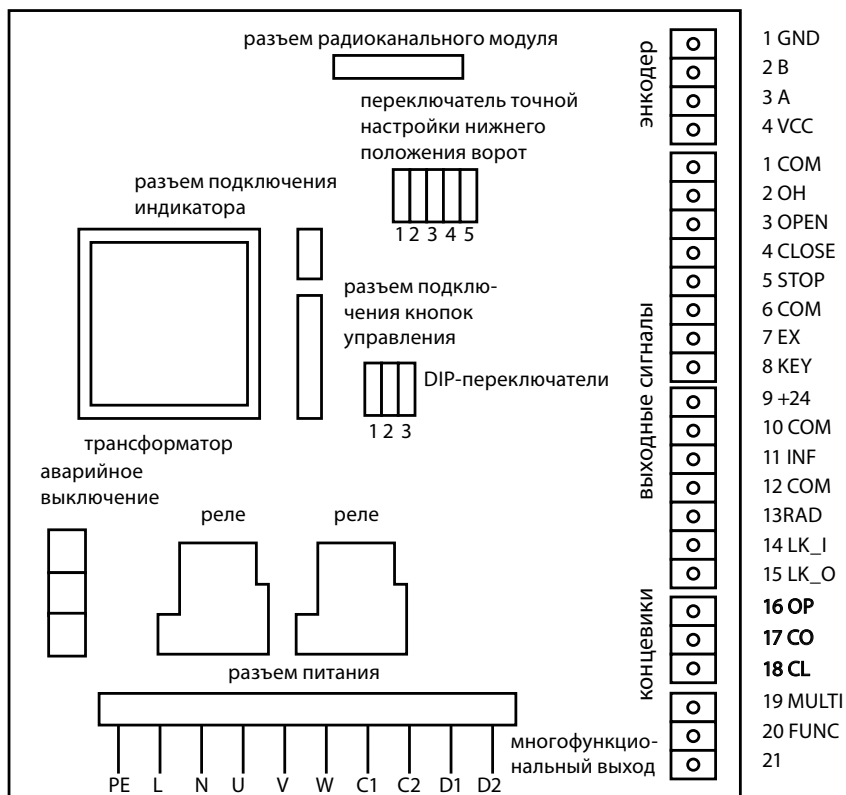 разъем радиоканального модуля
переключатель точной
настройки нижнего
положения ворот
1 2 3 4 5
разъем подключения
индикатора
разъем подклю-
чения кнопок
управления
DIP-переключатели
1 2 3
трансформатор
аварийное
выключение
реле
реле
разъем питания
PE L N U V W C1 C2 D1 D2
многофункцио-
нальный выход
энкодер
1 GND
2 B
3 A
4 VCC
выходные сигналы
1 COM
2 OH
3 OPEN
4 CLOSE
5 STOP
6 COM
7 EX
8 KEY
9 +24
10 COM
11 INF
12 COM
13RAD
14 LK_I
15 LK_O
концевики
16 OP
17 CO
18 CL
19 MULTI
20 FUNC
21